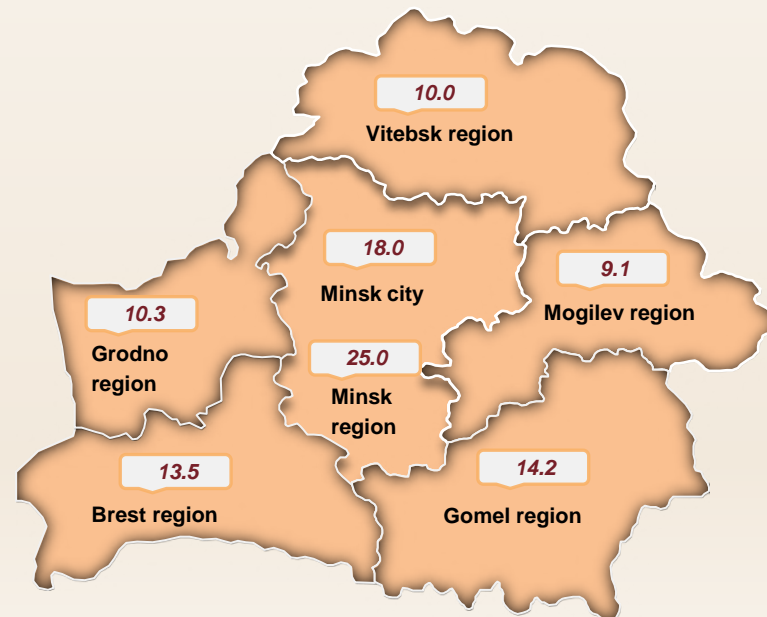 10.0
Vitebsk region
18.0
Minsk city
9.1
Mogilev region
10.3
Grodno
region
25.0
Minsk
region
13.5
Brest region
14.2
Gomel region